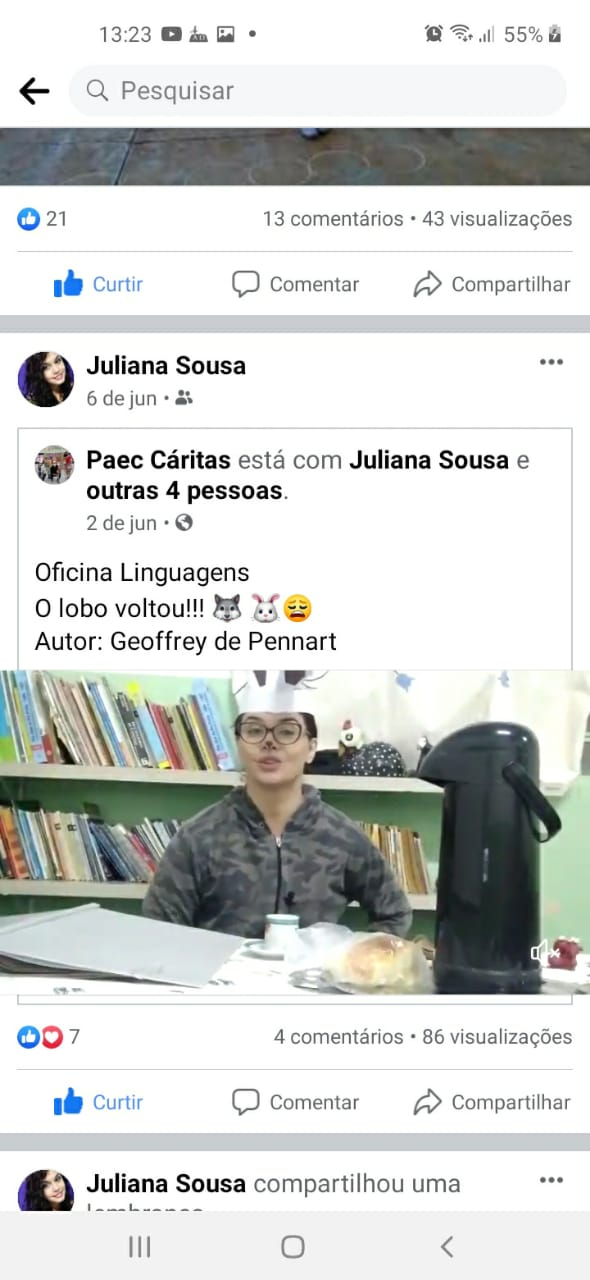 13:23 55%
Pesquisar
21 13 comentários • 43 visualizações
Curtir Comentar Compartilhar
Juliana Sousa
6 de jun •
Paec Cáritas está com Juliana Sousa e
outras 4 pessoas.
2 de jun •
Oficina Linguagens
O lobo voltou!!! 🐺 🐰😩
Autor: Geoffrey de Pennart
7 4 comentários • 86 visualizações
Curtir Comentar Compartilhar
Juliana Sousa compartilhou uma